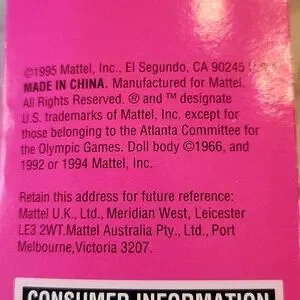 ©1995 Mattel, Inc., El Segundo, CA 90245 U.S.A.
MADE IN CHINA. Manufactured for Mattel.
All Rights Reserved. ® and ™ designate
U.S. trademarks of Mattel, Inc. except for
those belonging to the Atlanta Committee for
the Olympic Games. Doll body ©1966, and
1992 or 1994 Mattel, Inc.
Retain this address for future reference:
Mattel U.K., Ltd., Meridian West, Leicester
LE3 2WT.Mattel Australia Pty., Ltd., Port
Melbourne,Victoria 3207.
CONSUMER INFORMATION